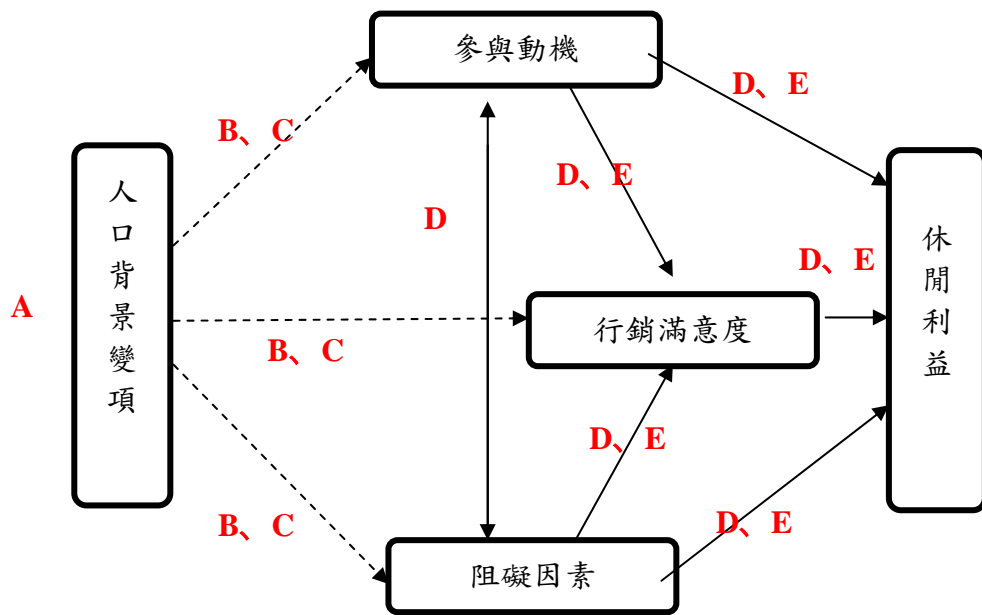 參與動機
D、E
B、C
人口背景變項
D、E
D
休閒利益
D、E
A
行銷滿意度
B、C
D、E
B、C
D、E
阻礙因素